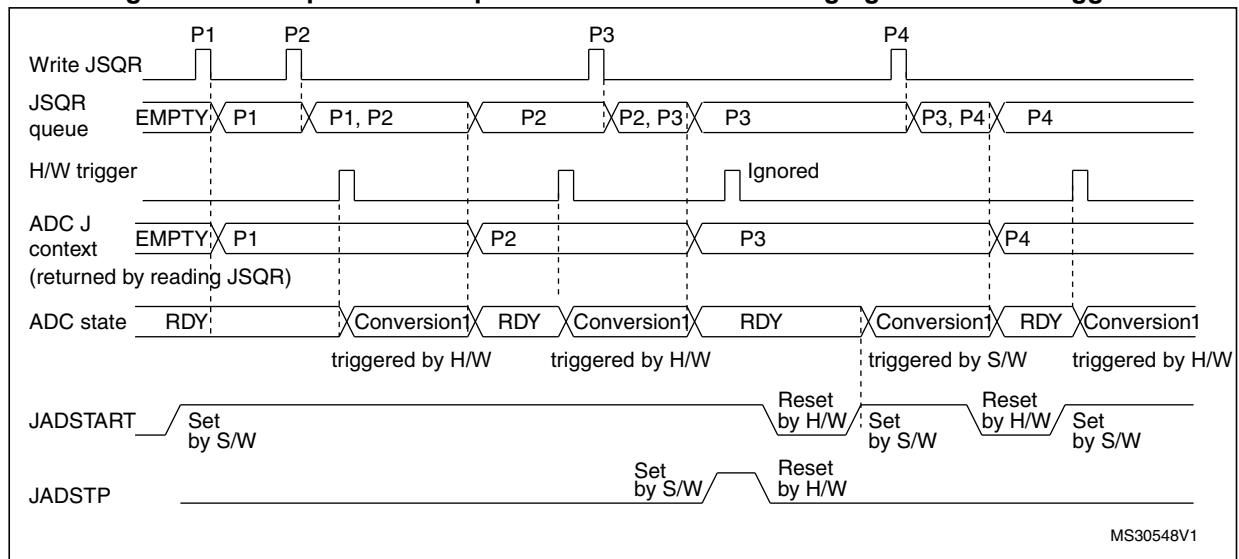 P1 P2 P3 P4
Write JSQR
JSQR queue EMPTY P1 P1, P2 P2 P2, P3 P3 P3, P4 P4
H/W trigger Ignored
ADC J context EMPTY P1 P2 P3 P4
(returned by reading JSQR)
ADC state RDY Conversion1 RDY Conversion1 RDY Conversion1 RDY Conversion1
triggered by H/W triggered by H/W triggered by S/W triggered by H/W
JADSTART Set by S/W Reset by H/W Set by S/W Reset by H/W Set by S/W
JADSTP Set by S/W Reset by H/W
MS30548V1